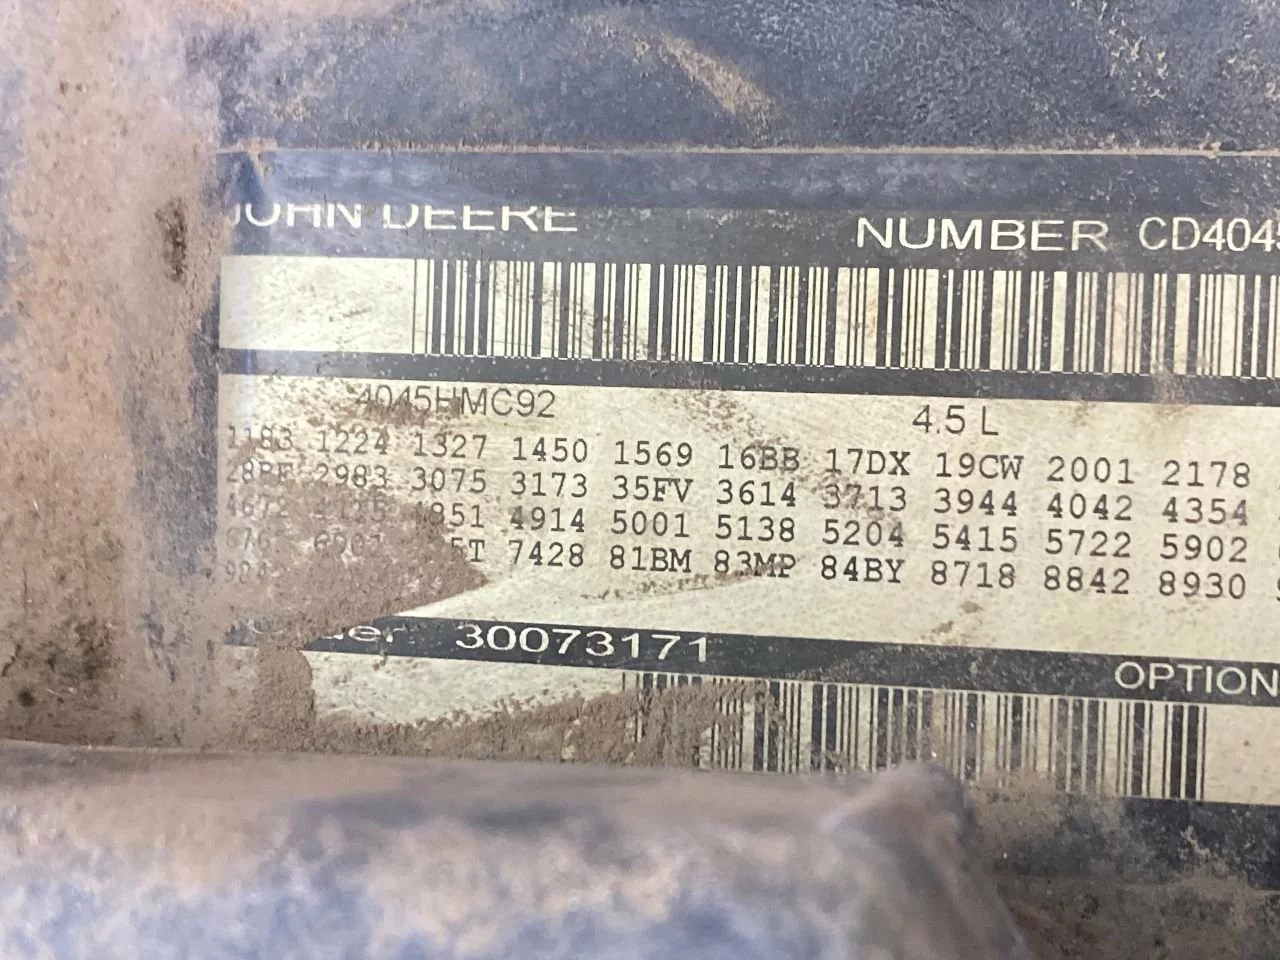 JOHN DEERE NUMBER CD4045
4045HMC92 4.5 L
1183 1224 1327 1450 1569 16BB 17DX 19CW 2001 2178
2983 3075 3173 35FV 3614 3713 3944 4042 4354
4914 5001 5138 5204 5415 5722 5902
7428 81BM 83MP 84BY 8718 8842 8930
30073171 OPTION